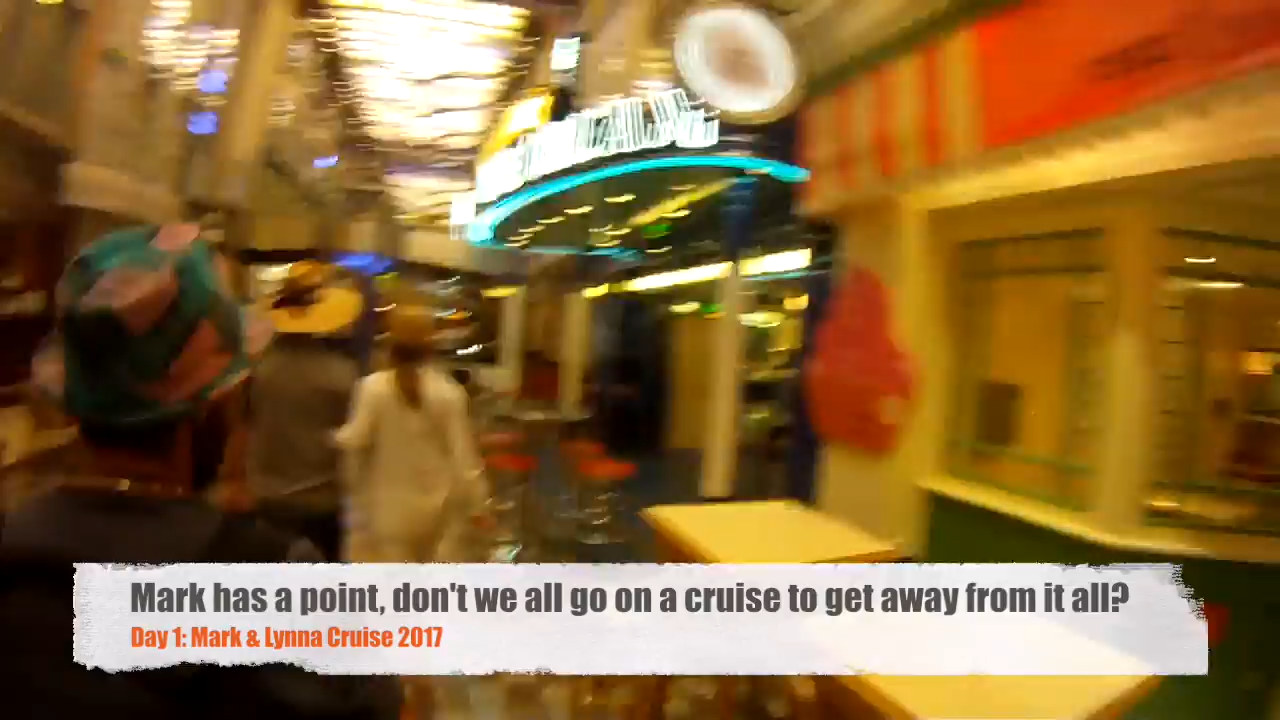 Mark has a point, don't we all go on a cruise to get away from it all?
Day 1: Mark & Lynna Cruise 2017